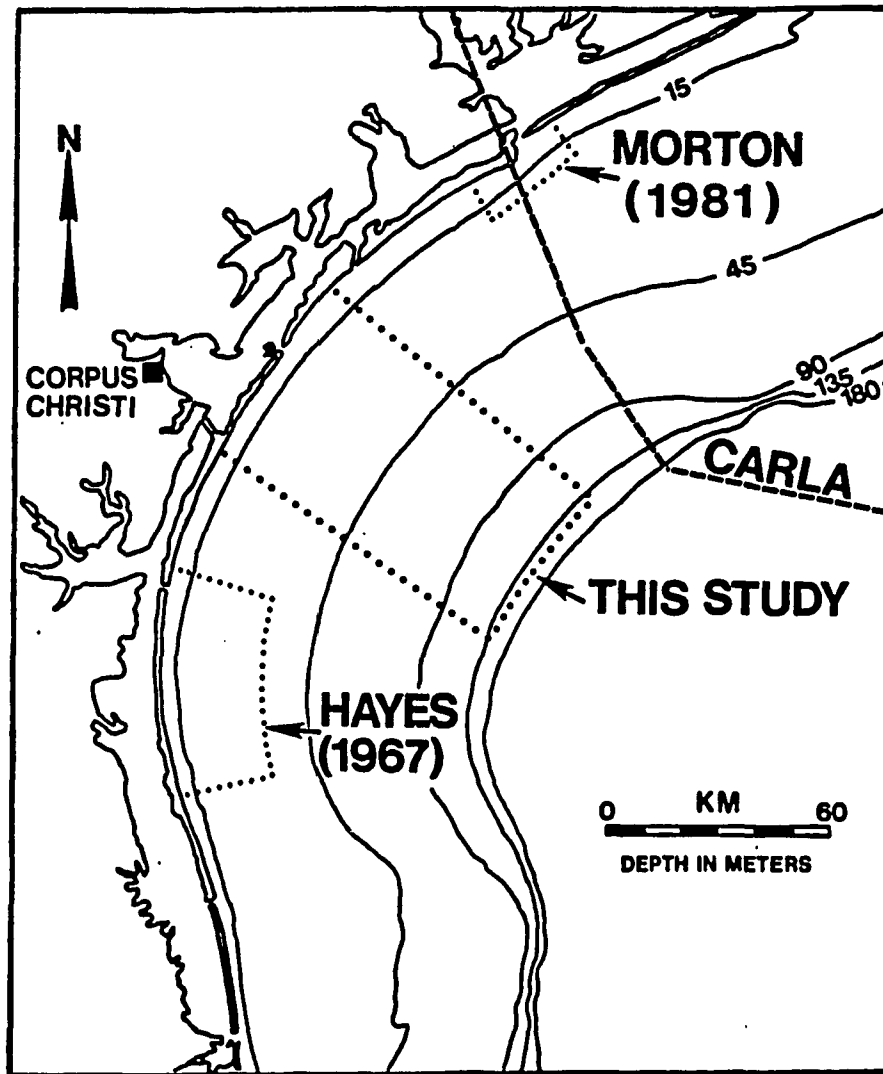 15
N
MORTON
(1981)
45
CORPUS
CHRISTI
90
135
180
CARLA
THIS STUDY
HAYES
(1967)
0 KM 60
DEPTH IN METERS